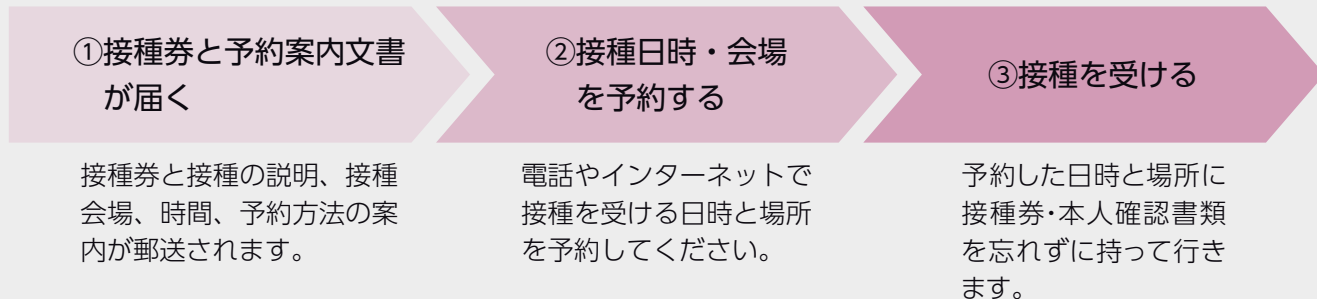 ①接種券と予約案内文書
が届く
接種券と接種の説明、接種
会場、時間、予約方法の案
内が郵送されます。
②接種日時・会場
を予約する
電話やインターネットで
接種を受ける日時と場所
を予約してください。
③接種を受ける
予約した日時と場所に
接種券・本人確認書類
を忘れずに持って行き
ます。